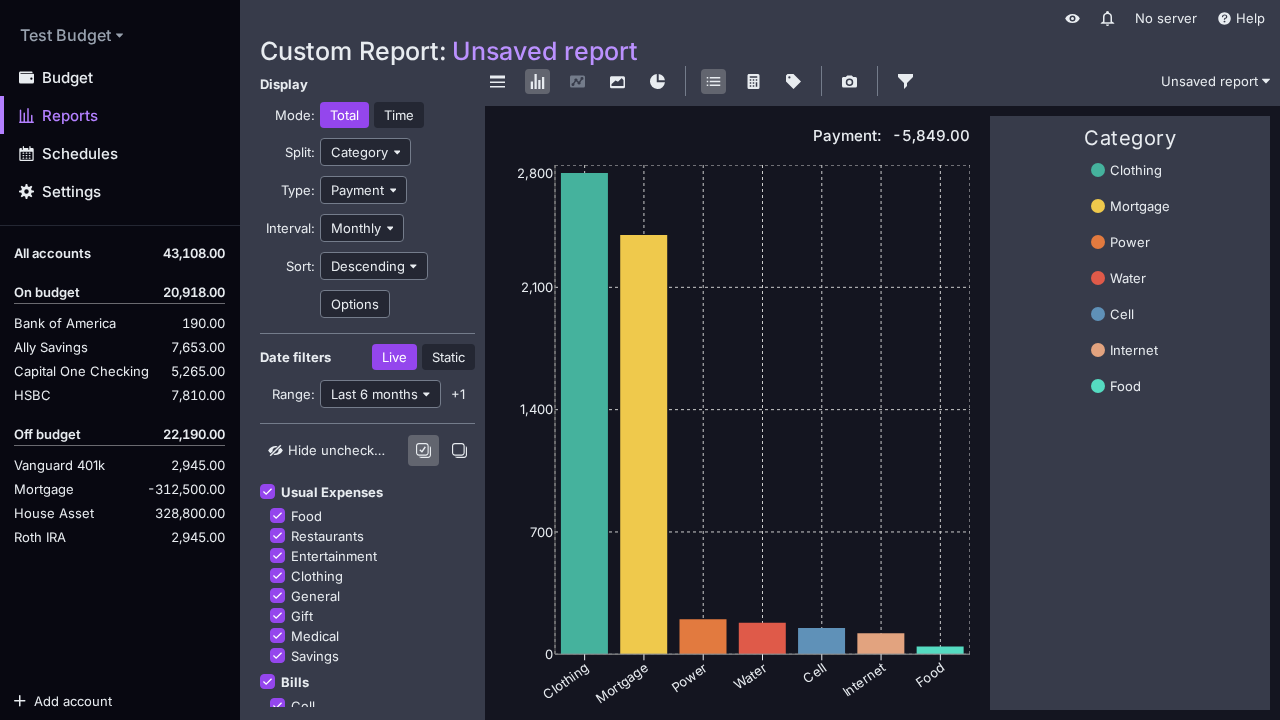 Test Budget
Budget
Reports
Schedules
Settings
All accounts 43,108.00
On budget 20,918.00
Bank of America 190.00
Ally Savings 7,653.00
Capital One Checking 5,265.00
HSBC 7,810.00
Off budget 22,190.00
Vanguard 401k 2,945.00
Mortgage -312,500.00
House Asset 328,800.00
Roth IRA 2,945.00
Add account
No server
Help
Custom Report: Unsaved report
Unsaved report
Display
Mode: Total Time
Split: Category
Type: Payment
Interval: Monthly
Sort: Descending
Options
Date filters Live Static
Range: Last 6 months +1
Hide uncheck...
Usual Expenses
Food
Restaurants
Entertainment
Clothing
General
Gift
Medical
Savings
Bills
Cell
Payment: -5,849.00
2,800
2,100
1,400
700
0
Clothing Mortgage Power Water Cell Internet Food
Category
Clothing
Mortgage
Power
Water
Cell
Internet
Food